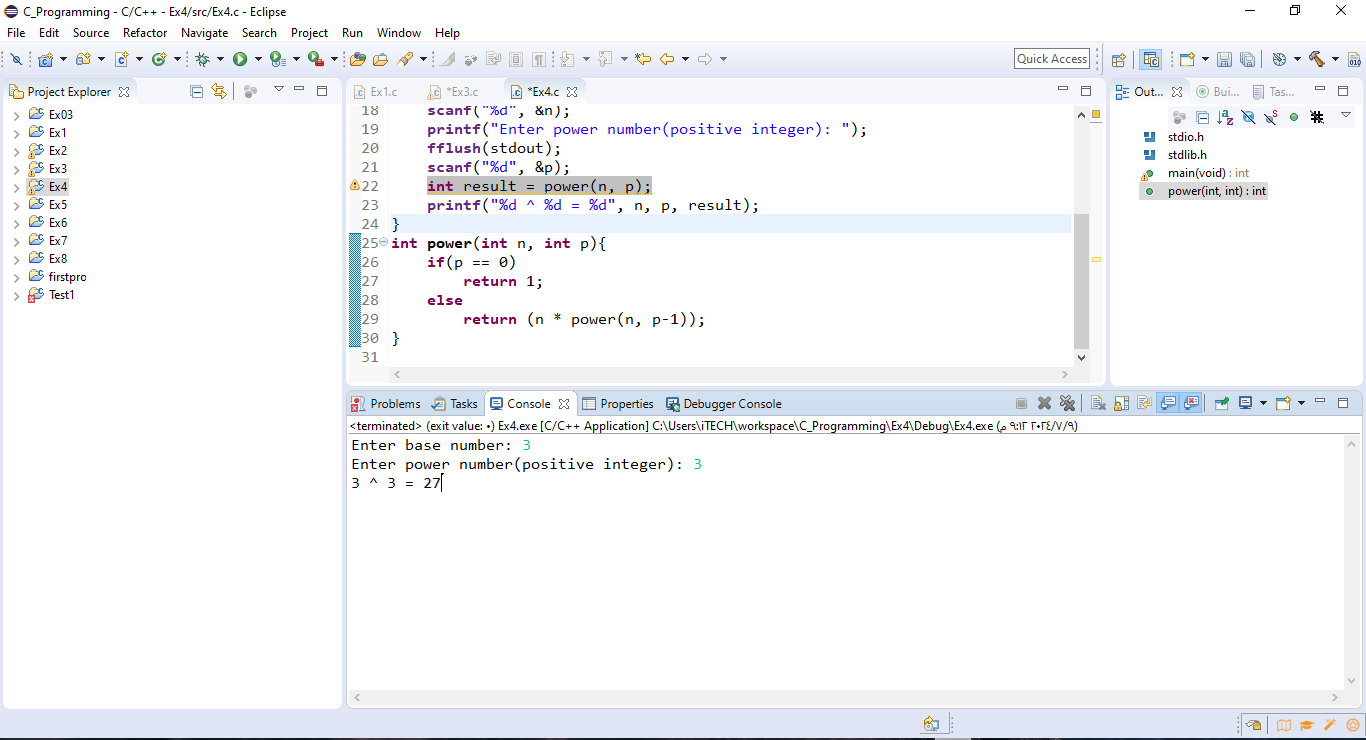 C_Programming - C/C++ - Ex4/src/Ex4.c - Eclipse
File Edit Source Refactor Navigate Search Project Run Window Help
Quick Access
Project Explorer
Ex03
Ex1
Ex2
Ex3
Ex4
Ex5
Ex6
Ex7
Ex8
firstpro
Test1
Ex1.c *Ex3.c *Ex4.c
18 scanf("%d", &n);
19 printf("Enter power number(positive integer): ");
20 fflush(stdout);
21 scanf("%d", &p);
22 int result = power(n, p);
23 printf("%d ^ %d = %d", n, p, result);
24 }
25 int power(int n, int p){
26 if(p == 0)
27 return 1;
28 else
29 return (n * power(n, p-1));
30 }
31
Out... Bui... Tas...
stdio.h
stdlib.h
main(void) : int
power(int, int) : int
Problems Tasks Console Properties Debugger Console
<terminated> (exit value: ٠) Ex4.exe [C/C++ Application] C:\Users\iTECH\workspace\C_Programming\Ex4\Debug\Ex4.exe (٢٠٢٤/٧/٩ ٩:١٢ م)
Enter base number: 3
Enter power number(positive integer): 3
3 ^ 3 = 27